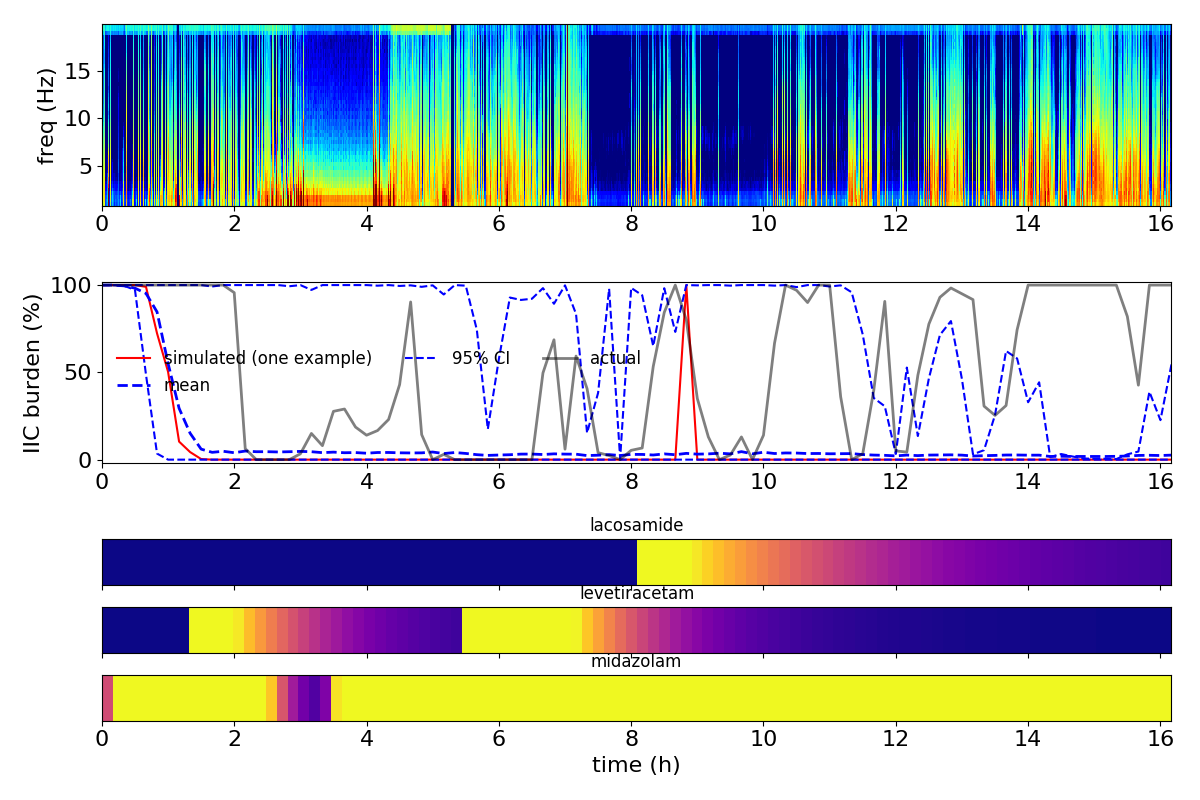 freq (Hz)
15
10
5
0 2 4 6 8 10 12 14 16
IIC burden (%)
100
50
0
simulated (one example) 95% CI actual
mean
0 2 4 6 8 10 12 14 16
lacosamide
levetiracetam
midazolam
0 2 4 6 8 10 12 14 16
time (h)